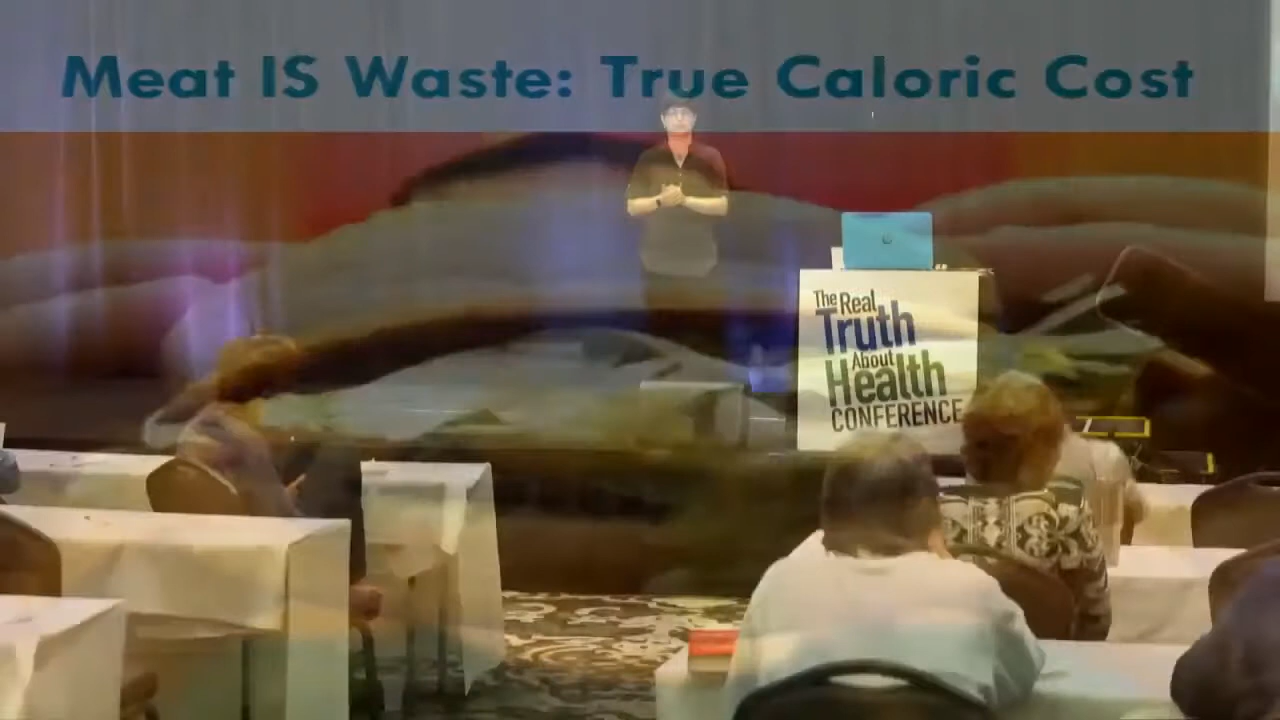 Meat IS Waste: True Caloric Cost
The Real
Truth
About
Health
CONFERENCE